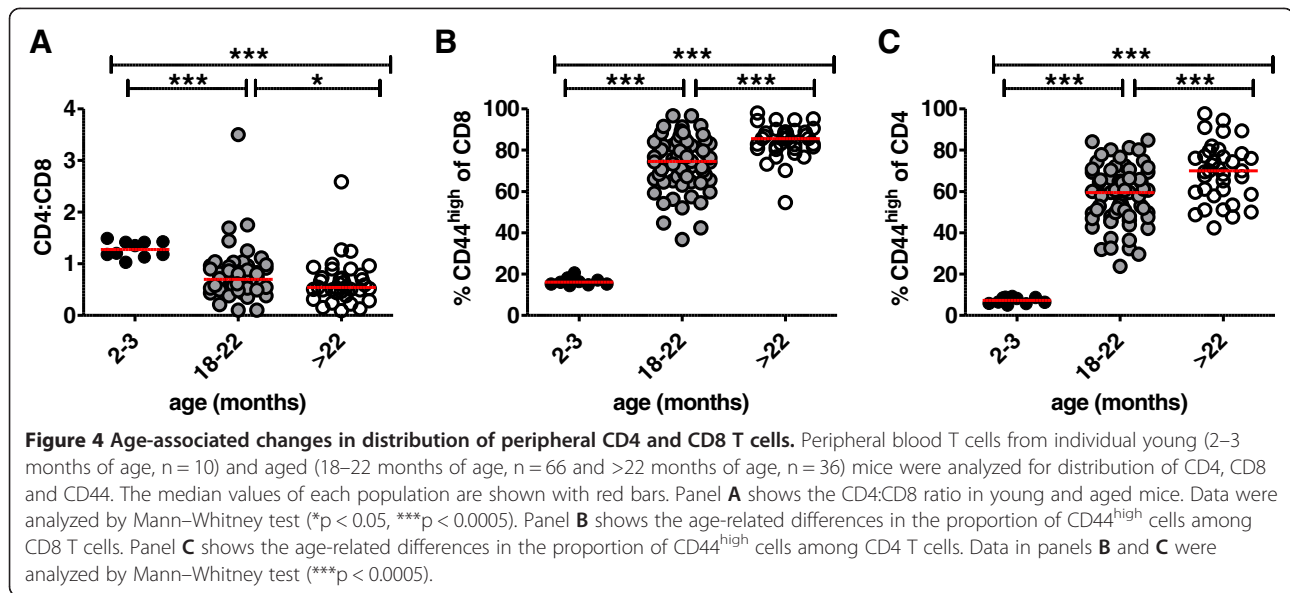 A
B
C
***
***
*
***
***
***
***
***
***
4
3
2
1
0
CD4:CD8
2-3
18-22
>22
age (months)
100
80
60
40
20
0
% CD44high of CD8
2-3
18-22
>22
age (months)
100
80
60
40
20
0
% CD44high of CD4
2-3
18-22
>22
age (months)
Figure 4 Age-associated changes in distribution of peripheral CD4 and CD8 T cells. Peripheral blood T cells from individual young (2–3
months of age, n = 10) and aged (18–22 months of age, n = 66 and >22 months of age, n = 36) mice were analyzed for distribution of CD4, CD8
and CD44. The median values of each population are shown with red bars. Panel A shows the CD4:CD8 ratio in young and aged mice. Data were
analyzed by Mann–Whitney test (*p < 0.05, ***p < 0.0005). Panel B shows the age-related differences in the proportion of CD44high cells among
CD8 T cells. Panel C shows the age-related differences in the proportion of CD44high cells among CD4 T cells. Data in panels B and C were
analyzed by Mann–Whitney test (***p < 0.0005).